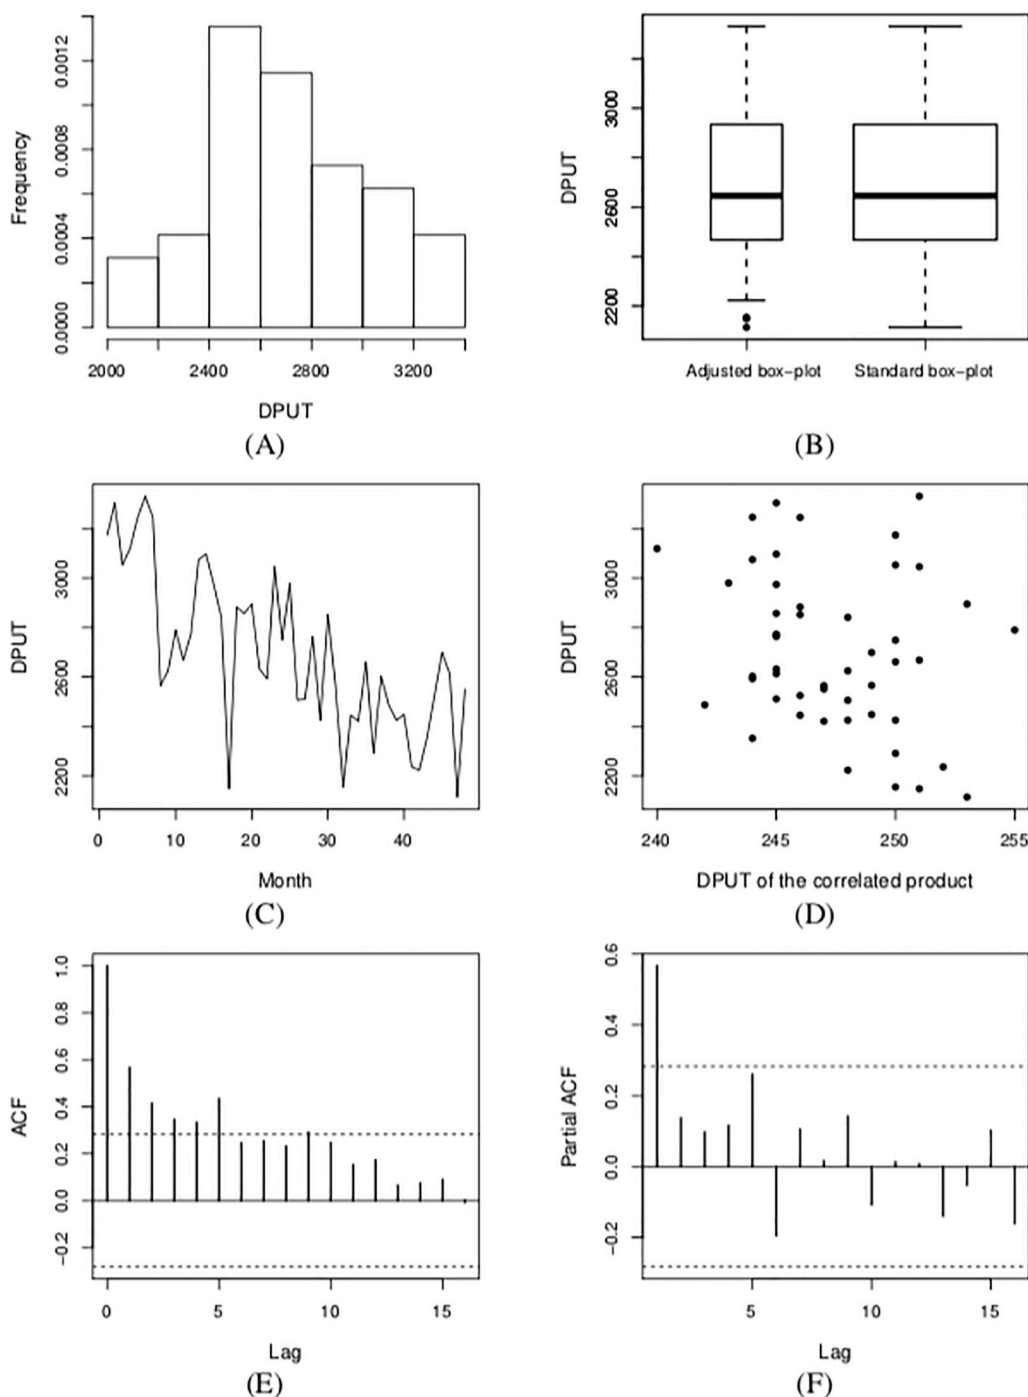 Frequency
0.0000 0.0004 0.0008 0.0012
2000 2400 2800 3200
DPUT
(A)
DPUT
2200 2600 3000
Adjusted box-plot Standard box-plot
(B)
DPUT
2200 2600 3000
0 10 20 30 40
Month
(C)
DPUT
2200 2600 3000
240 245 250 255
DPUT of the correlated product
(D)
ACF
-0.2 0.0 0.2 0.4 0.6 0.8 1.0
0 5 10 15
Lag
(E)
Partial ACF
-0.2 0.0 0.2 0.4 0.6
5 10 15
Lag
(F)